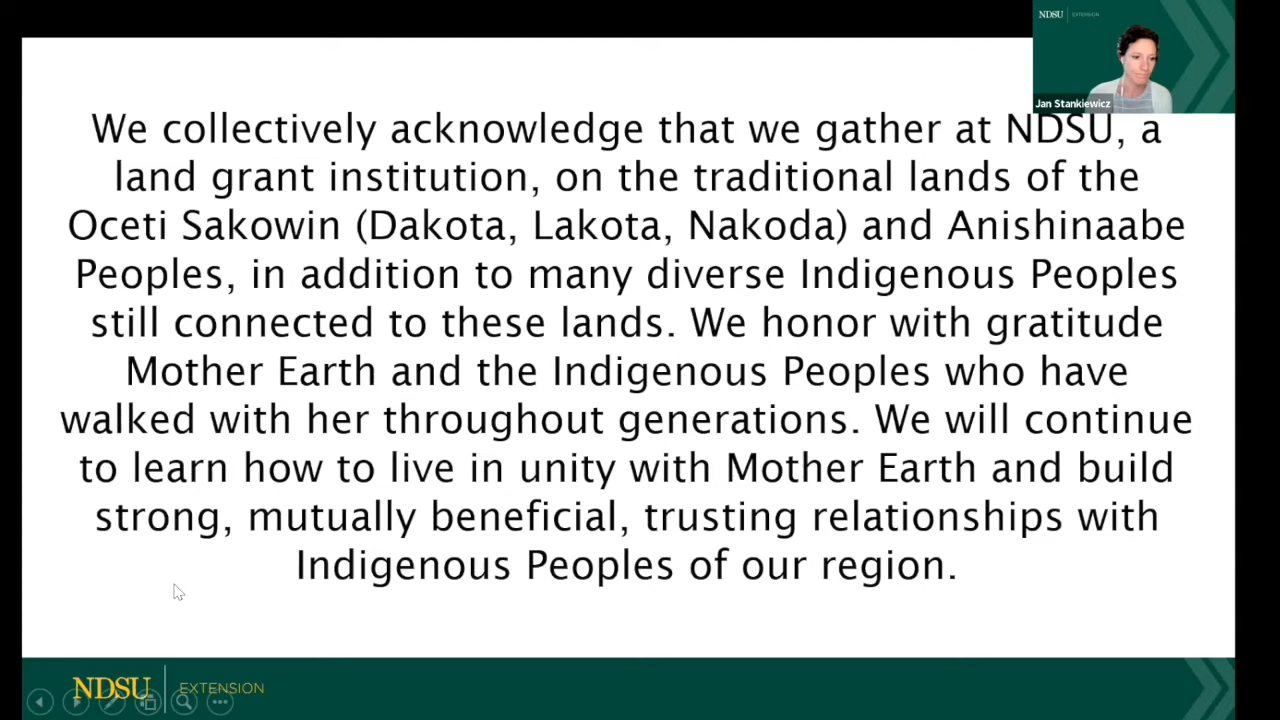 NDSU EXTENSION
Jan Stankiewicz
We collectively acknowledge that we gather at NDSU, a
land grant institution, on the traditional lands of the
Oceti Sakowin (Dakota, Lakota, Nakoda) and Anishinaabe
Peoples, in addition to many diverse Indigenous Peoples
still connected to these lands. We honor with gratitude
Mother Earth and the Indigenous Peoples who have
walked with her throughout generations. We will continue
to learn how to live in unity with Mother Earth and build
strong, mutually beneficial, trusting relationships with
Indigenous Peoples of our region.
NDSU EXTENSION